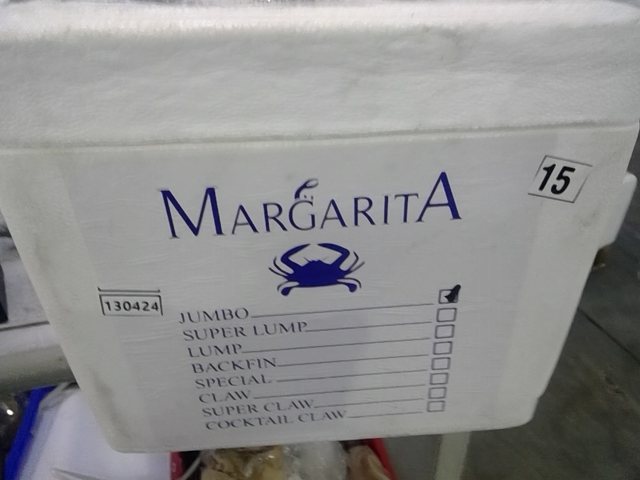 MARGARITA
15
130424
JUMBO
SUPER LUMP
LUMP
BACKFIN
SPECIAL
CLAW
SUPER CLAW
COCKTAIL CLAW